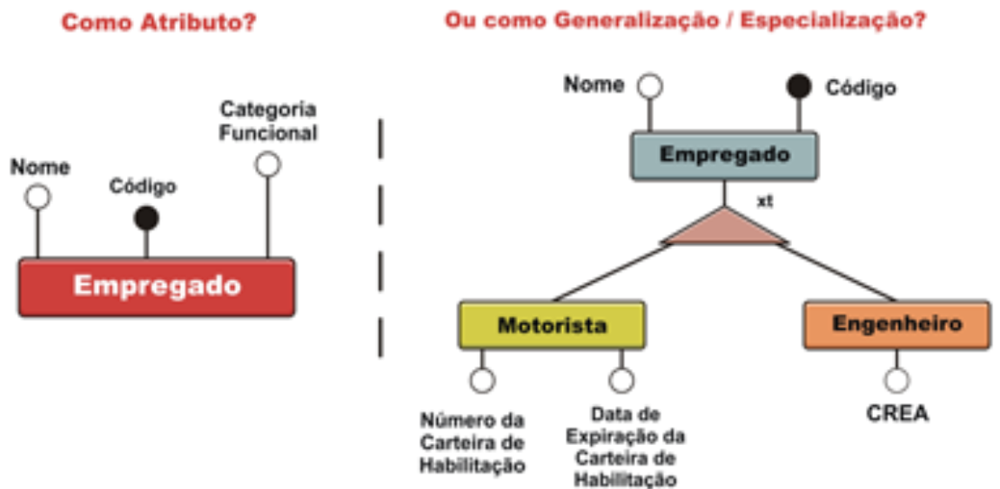 Como Atributo?
Categoria
Funcional
Nome
Código
Empregado
Ou como Generalização / Especialização?
Nome
Código
Empregado
xt
Motorista
Engenheiro
Número da
Carteira de
Habilitação
Data de
Expiração da
Carteira de
Habilitação
CREA